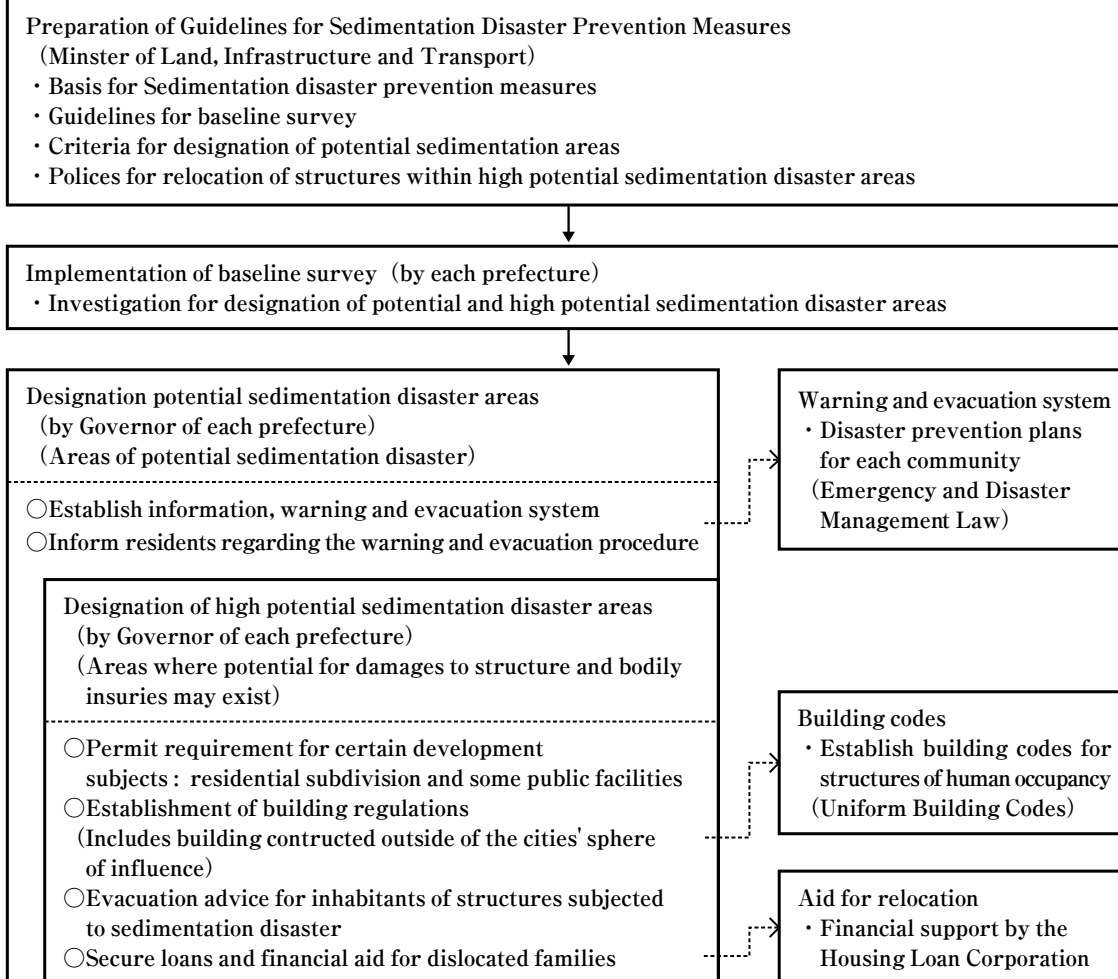 Preparation of Guidelines for Sedimentation Disaster Prevention Measures
(Minster of Land, Infrastructure and Transport)
・Basis for Sedimentation disaster prevention measures
・Guidelines for baseline survey
・Criteria for designation of potential sedimentation areas
・Polices for relocation of structures within high potential sedimentation disaster areas
Implementation of baseline survey (by each prefecture)
・Investigation for designation of potential and high potential sedimentation disaster areas
Designation potential sedimentation disaster areas
(by Governor of each prefecture)
(Areas of potential sedimentation disaster)
○Establish information, warning and evacuation system
○Inform residents regarding the warning and evacuation procedure
Warning and evacuation system
・Disaster prevention plans
for each community
(Emergency and Disaster
Management Law)
Designation of high potential sedimentation disaster areas
(by Governor of each prefecture)
(Areas where potential for damages to structure and bodily
insuries may exist)
○Permit requirement for certain development
subjects : residential subdivision and some public facilities
○Establishment of building regulations
(Includes building contructed outside of the cities' sphere
of influence)
○Evacuation advice for inhabitants of structures subjected
to sedimentation disaster
○Secure loans and financial aid for dislocated families
Building codes
・Establish building codes for
structures of human occupancy
(Uniform Building Codes)
Aid for relocation
・Financial support by the
Housing Loan Corporation